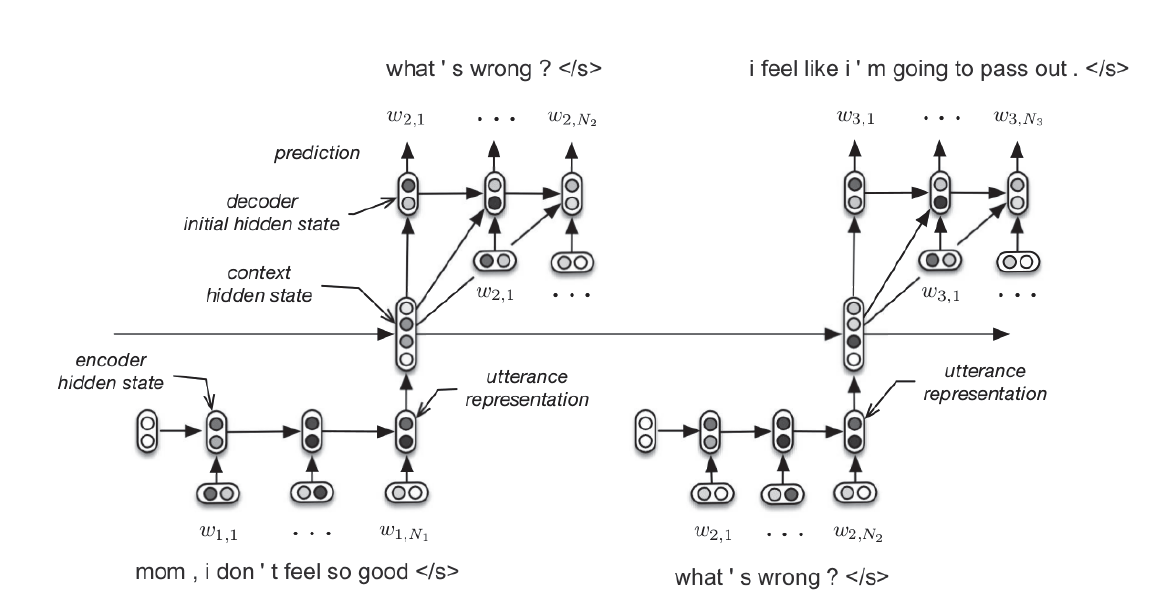 what ' s wrong ? </s>
i feel like i ' m going to pass out . </s>
w2,1 . . . w2,N2
w3,1 . . . w3,N3
prediction
decoder
initial hidden state
context
hidden state
w2,1 . . .
w3,1 . . .
encoder
hidden state
utterance
representation
utterance
representation
w1,1 . . . w1,N1
w2,1 . . . w2,N2
mom , i don ' t feel so good </s>
what ' s wrong ? </s>